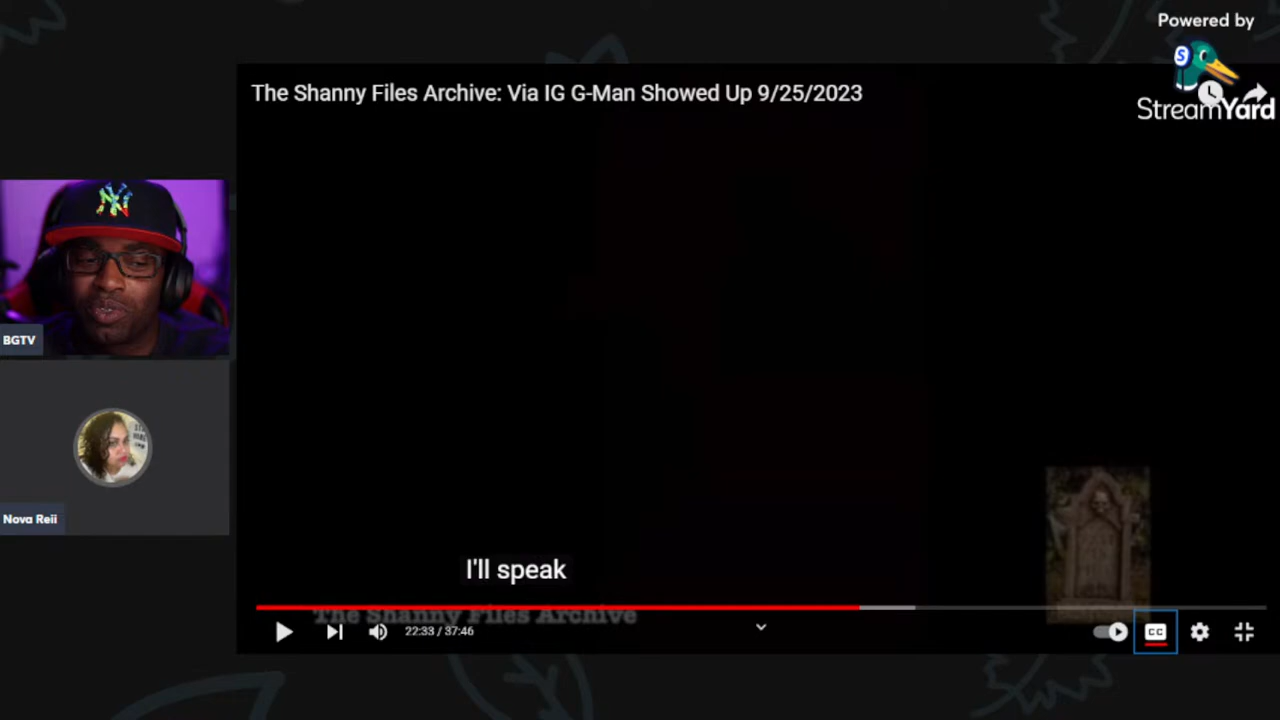 Powered by
StreamYard
The Shanny Files Archive: Via IG G-Man Showed Up 9/25/2023
NY
BGTV
Nova Reii
I'll speak
The Shanny Files Archive
22:33 / 37:46
CC